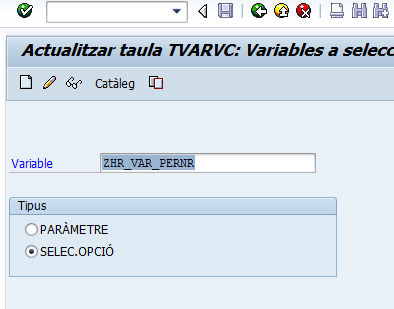 Actualitzar taula TVARVC: Variables a selecc
Catàleg
Variable ZHR_VAR_PERNR
Tipus
PARÀMETRE
SELEC.OPCIÓ